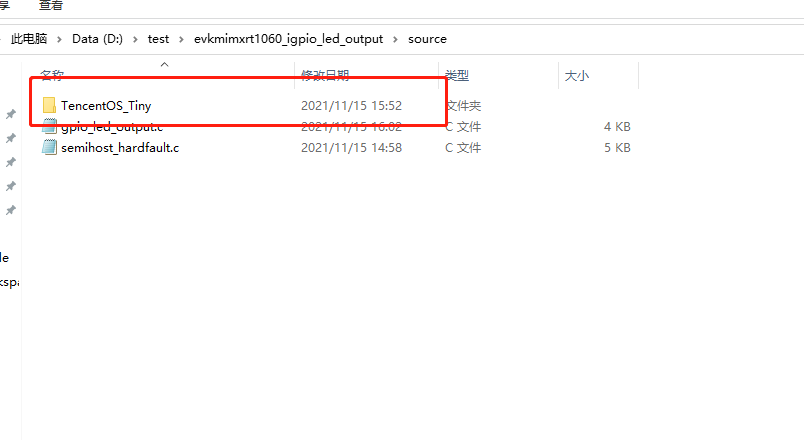 享 查看
此电脑 > Data (D:) > test > evkmimxrt1060_igpio_led_output > source
名称 修改日期 类型 大小
TencentOS_Tiny 2021/11/15 15:52 文件夹
gpio_led_output.c 2021/11/15 16:02 C 文件 4 KB
semihost_hardfault.c 2021/11/15 14:58 C 文件 5 KB
le
kspa